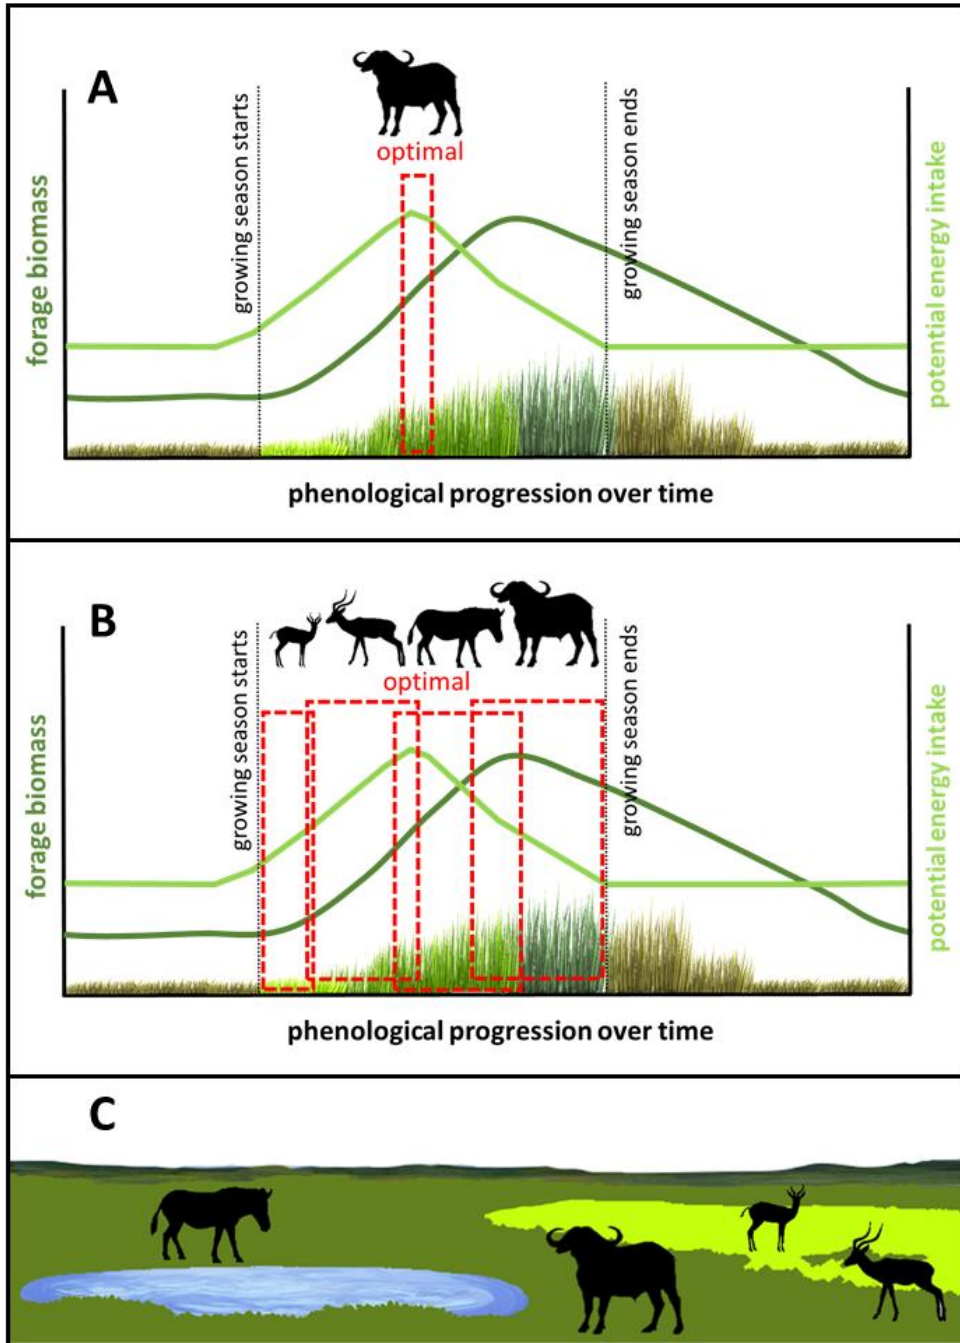 A
optimal
growing season starts
growing season ends
forage biomass
potential energy intake
phenological progression over time
B
optimal
growing season starts
growing season ends
forage biomass
potential energy intake
phenological progression over time
C